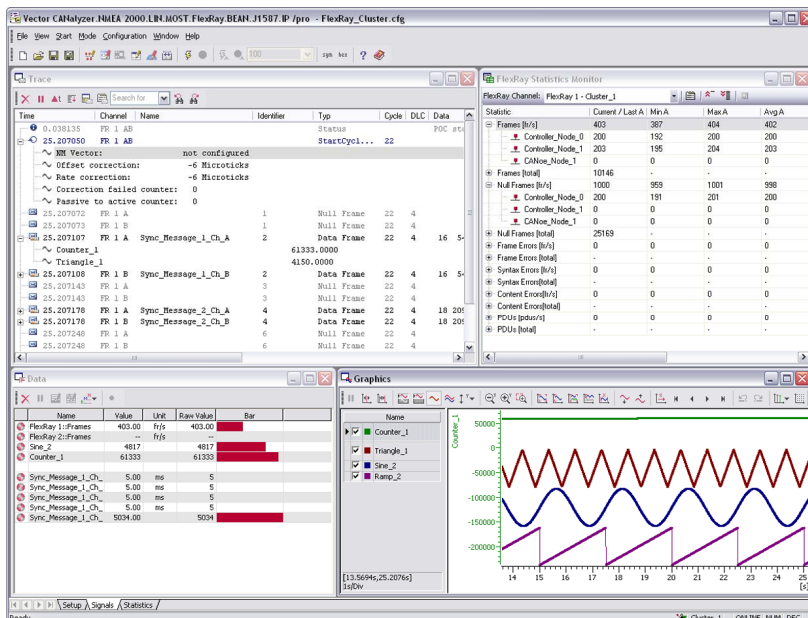 Vector CANalyzer.NMEA 2000.LIN.MOST.FlexRay.BEAN.J1587.IP /pro - FlexRay_Cluster.cfg
File View Start Mode Configuration Window Help
100 sym hex
Trace
Search for
Time Channel Name Identifier Typ Cycle DLC Data
0.038135 FR 1 AB Status POC sta
25.207050 FR 1 AB StartCycl... 22
NM Vector: not configured
Offset correction: -6 Microticks
Rate correction: -6 Microticks
Correction failed counter: 0
Passive to active counter: 0
25.207072 FR 1 A 1 Null Frame 22 4
25.207073 FR 1 B 1 Null Frame 22 4
25.207107 FR 1 A Sync_Message_1_Ch_A 2 Data Frame 22 4 16 5
Counter_1 61333.0000
Triangle_1 4150.0000
25.207108 FR 1 B Sync_Message_1_Ch_B 2 Data Frame 22 4 16 5
25.207143 FR 1 A 3 Null Frame 22 4
25.207143 FR 1 B 3 Null Frame 22 4
25.207178 FR 1 A Sync_Message_2_Ch_A 4 Data Frame 22 4 18 209
25.207178 FR 1 B Sync_Message_2_Ch_B 4 Data Frame 22 4 18 209
25.207248 FR 1 A 6 Null Frame 22 4
25.207248 FR 1 B 6 Null Frame 22 4
FlexRay Statistics Monitor
FlexRay Channel: FlexRay 1 - Cluster_1
Statistic Current / Last A Min A Max A Avg A
Frames [fr/s] 403 387 404 402
Controller_Node_0 200 192 200 200
Controller_Node_1 203 195 204 203
CANoe_Node_1 0 0 0 0
Frames [total] 10146 - - -
Null Frames [fr/s] 1000 959 1001 998
Controller_Node_0 200 191 201 200
Controller_Node_1 0 0 0 0
CANoe_Node_1 0 0 0 0
Null Frames [total] 25169 - - -
Frame Errors [fr/s] 0 0 0 0
Frame Errors [total] - - - -
Syntax Errors [fr/s] 0 0 0 0
Syntax Errors[total] - - - -
Content Errors[fr/s] 0 0 0 0
Content Errors[total] - - - -
PDUs [pdus/s] 0 0 0 0
PDUs [total] - - - -
Data
Name Value Unit Raw Value Bar
FlexRay 1::Frames 403.00 fr/s 403.00
FlexRay 2::Frames -- fr/s --
Sine_2 4817 4817
Counter_1 61333 61333
Sync_Message_1_Ch_ 5.00 ms 5
Sync_Message_1_Ch_ 5.00 ms 5
Sync_Message_1_Ch_ 5.00 ms 5
Sync_Message_1_Ch_ 5.00 ms 5
Sync_Message_1_Ch_ 5034.00 5034
Graphics
Name
Counter_1
Triangle_1
Sine_2
Ramp_2
[13.5694s,25.2076s]
1s/Div
Counter_1
50000
0
-50000
-100000
-150000
-200000
14 15 16 17 18 19 20 21 22 23 24 25
[s]
Setup Signals Statistics
Ready Cluster_1 ONLINE NUM DEC